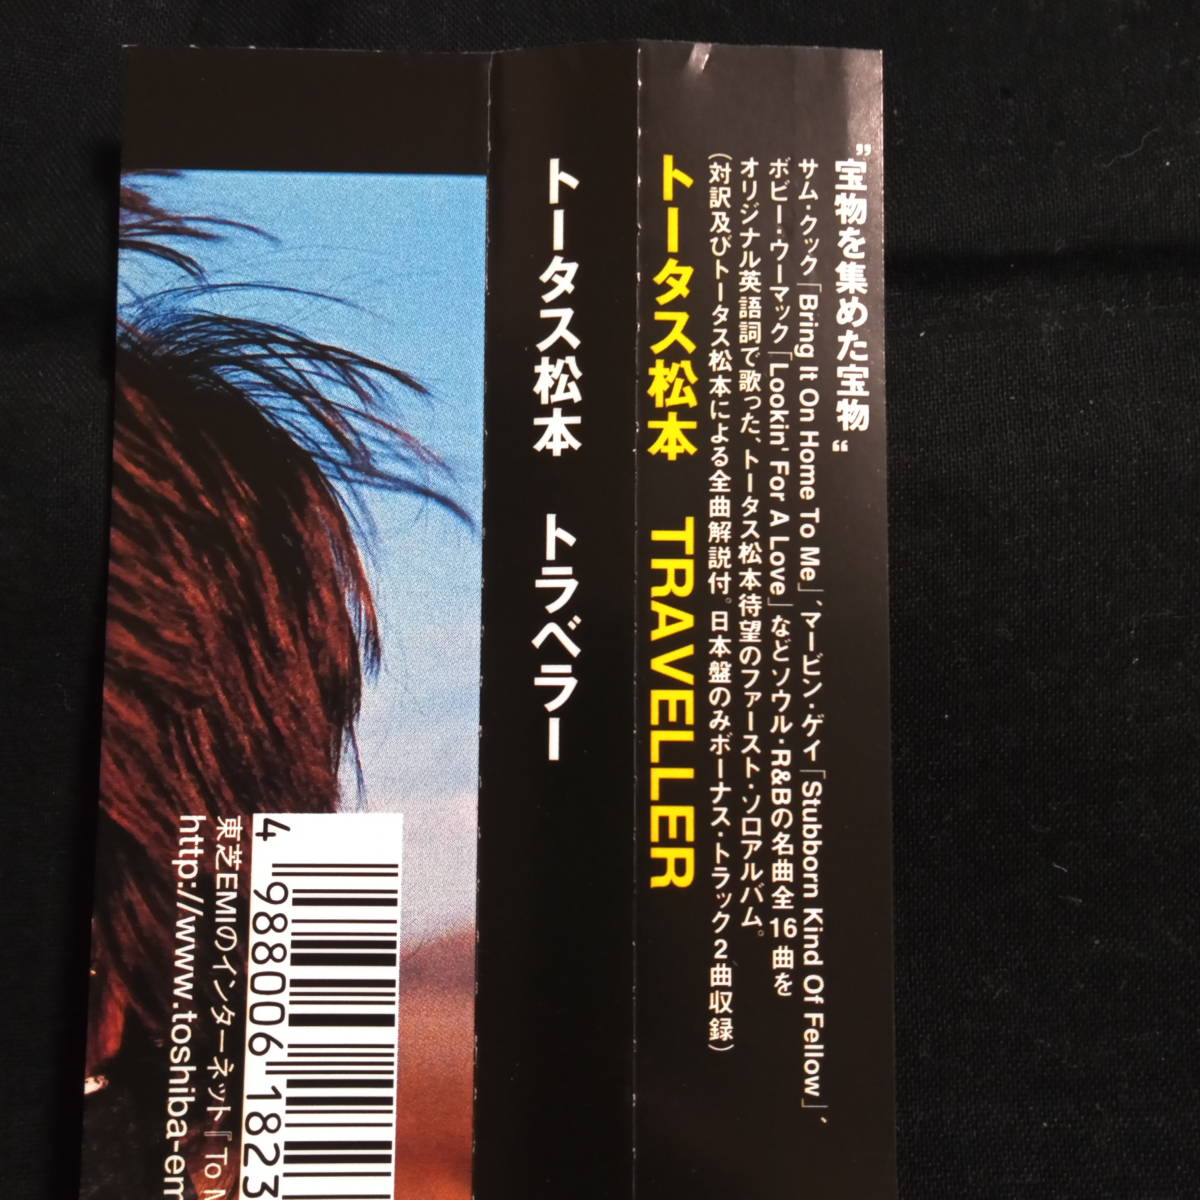 ”宝物を集めた宝物“
サム・クック「Bring It On Home To Me」、マービン・ゲイ「Stubborn Kind Of Fellow」、
ボビー・ウーマック「Lookin' For A Love」などソウル・R&Bの名曲全16曲を
オリジナル英語詞で歌った、トータス松本待望のファースト・ソロアルバム。
(対訳及びトータス松本による全曲解説付。日本盤のみボーナス・トラック2曲収録)
トータス松本 TRAVELLER
トータス松本 トラベラー
4 988006 1823
東芝EMIのインターネット『To M
http://www.toshiba-em